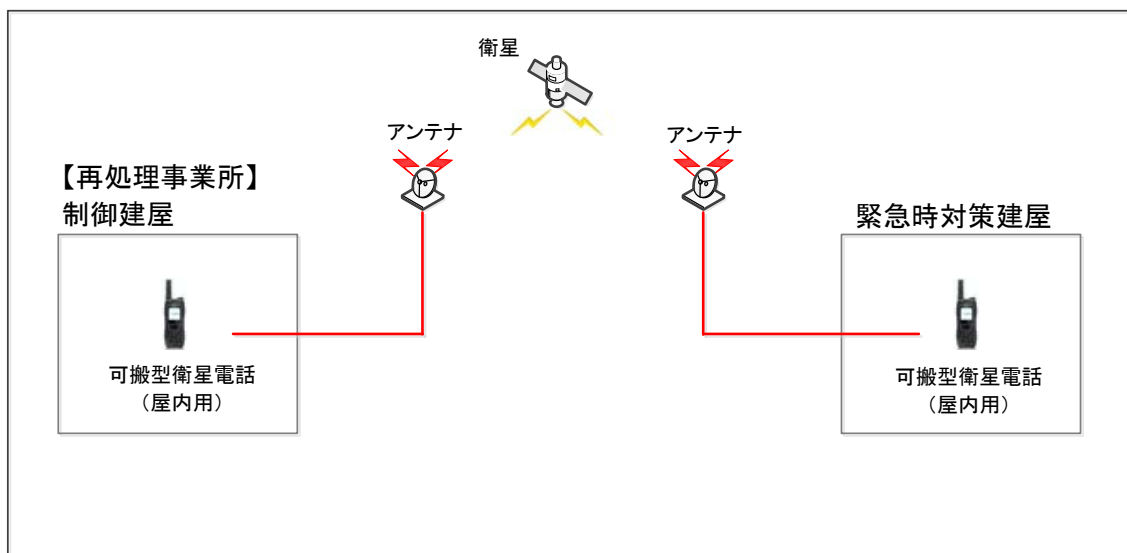 衛星
アンテナ
アンテナ
【再処理事業所】
制御建屋
緊急時対策建屋
可搬型衛星電話
（屋内用）
可搬型衛星電話
（屋内用）